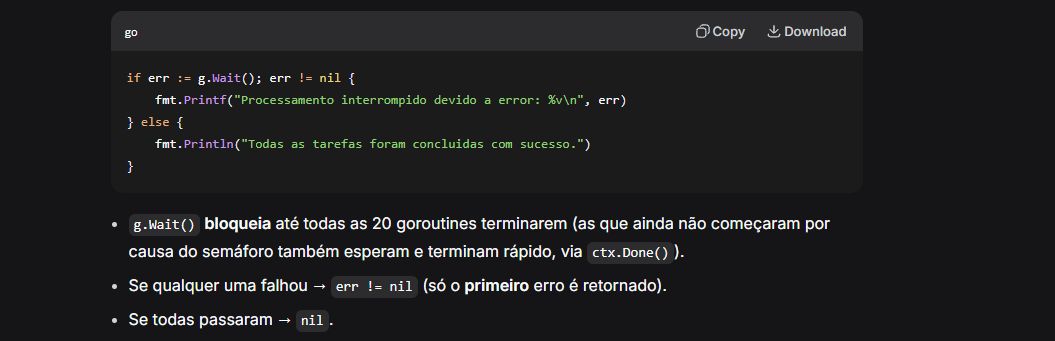 go
Copy
Download
if err := g.Wait(); err != nil {
    fmt.Printf("Processamento interrompido devido a error: %v\n", err)
} else {
    fmt.Println("Todas as tarefas foram concluidas com sucesso.")
}
• g.Wait() bloqueia até todas as 20 goroutines terminarem (as que ainda não começaram por
causa do semáforo também esperam e terminam rápido, via ctx.Done() ).
• Se qualquer uma falhou → err != nil (só o primeiro erro é retornado).
• Se todas passaram → nil .